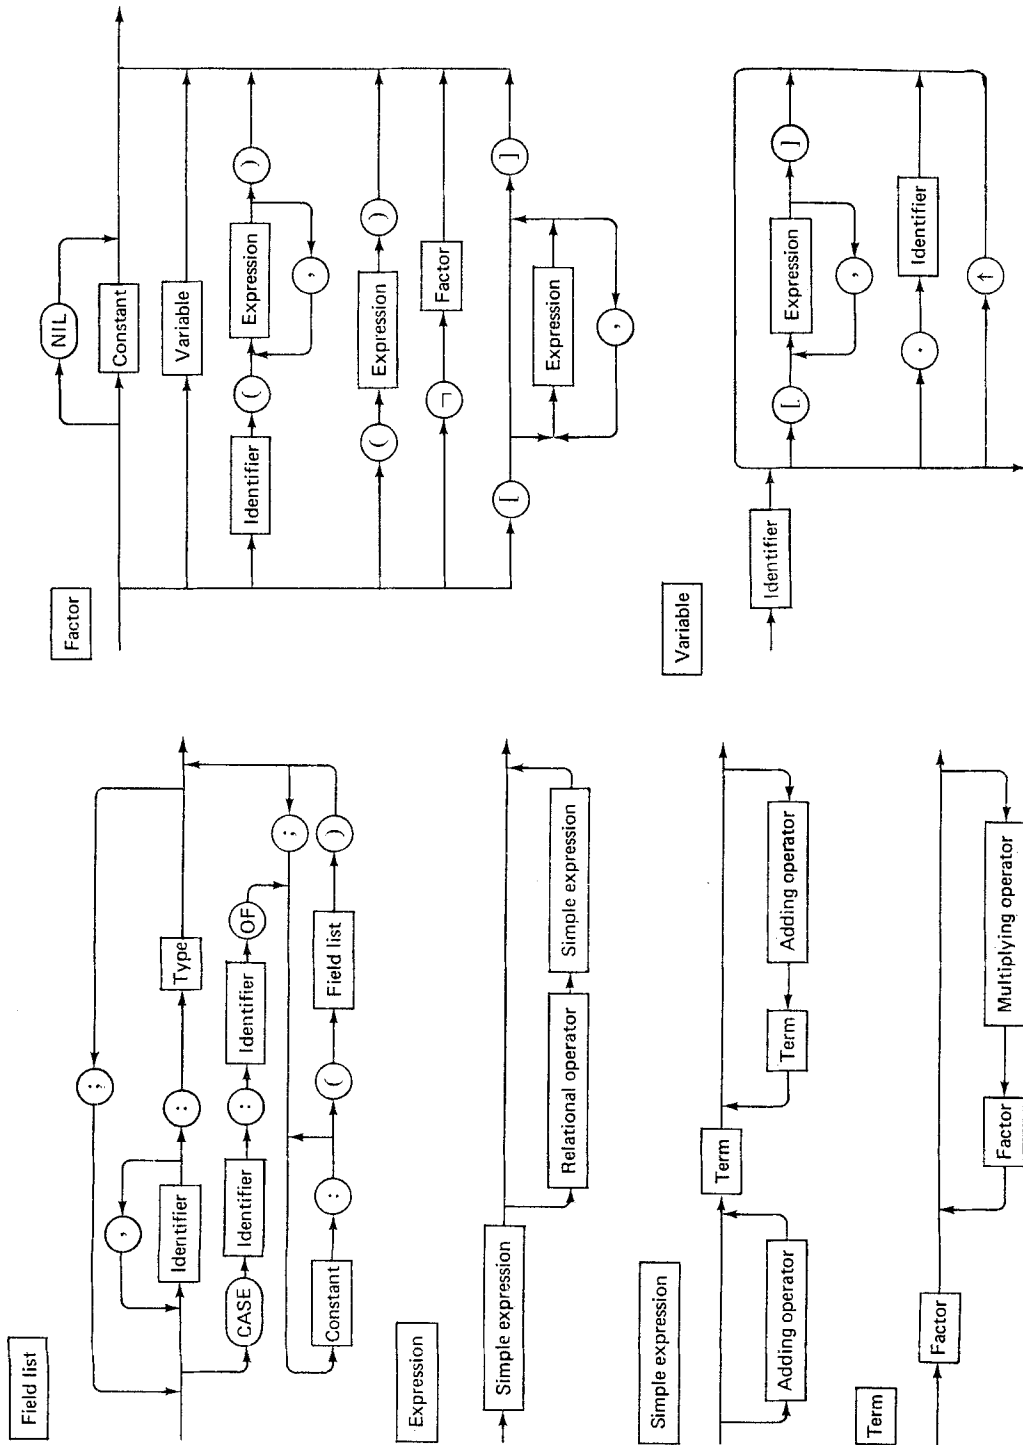 Field list
;
,
Identifier
:
Type
CASE
Identifier
:
Identifier
OF
;
Constant
:
(
Field list
)
Expression
Simple expression
Relational operator
Simple expression
Simple expression
Term
Adding operator
Term
Adding operator
Term
Factor
Factor
Multiplying operator
Factor
NIL
Constant
Variable
Identifier
(
Expression
)
,
(
Expression
)
¬
Factor
[
]
Expression
,
Variable
Identifier
[
Expression
]
,
.
Identifier
↑